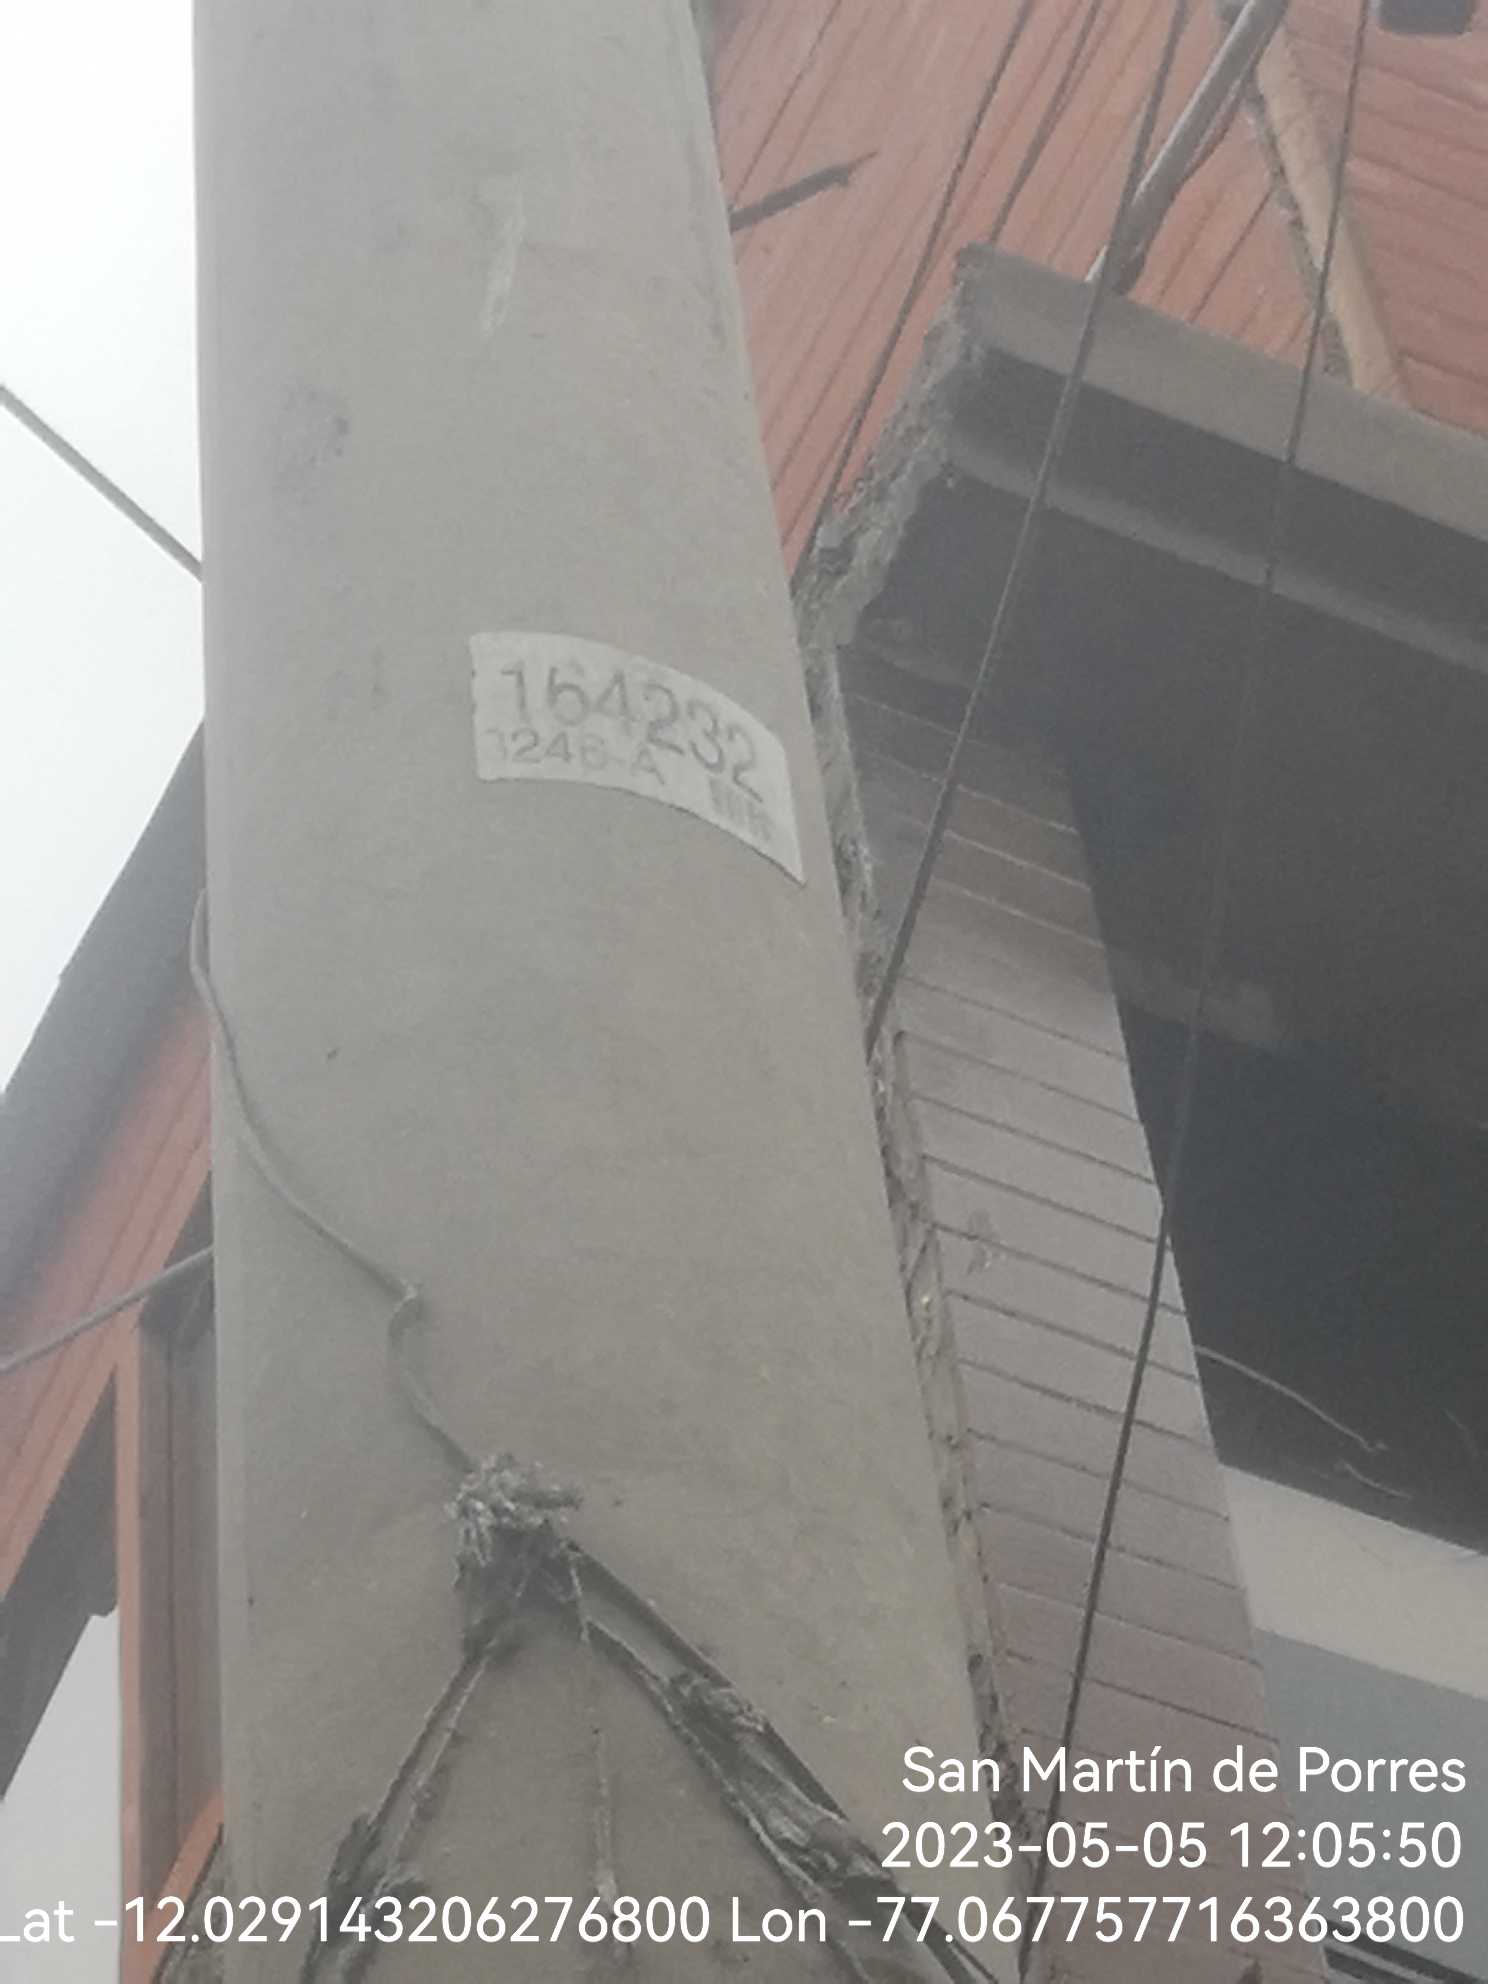 164232
1246-A
San Martín de Porres
2023-05-05 12:05:50
Lat -12.029143206276800 Lon -77.067757716363800